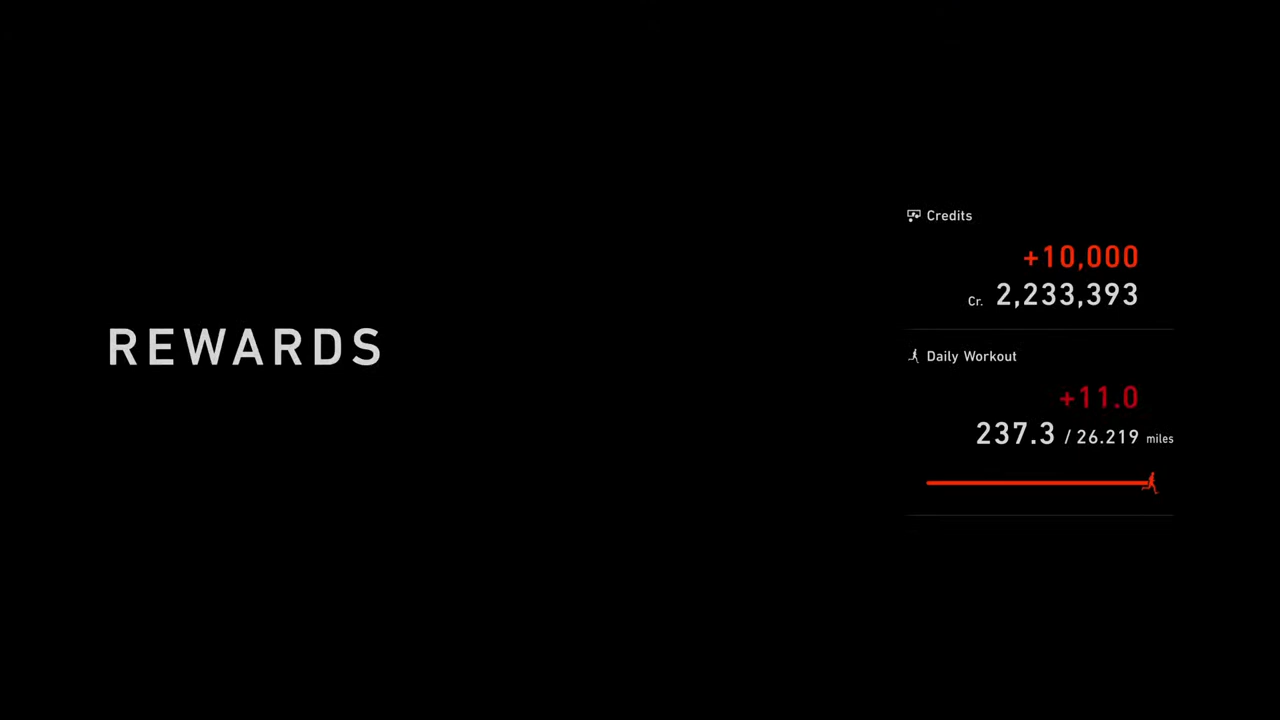 REWARDS
Credits
+10,000
Cr. 2,233,393
Daily Workout
+11.0
237.3 / 26.219 miles